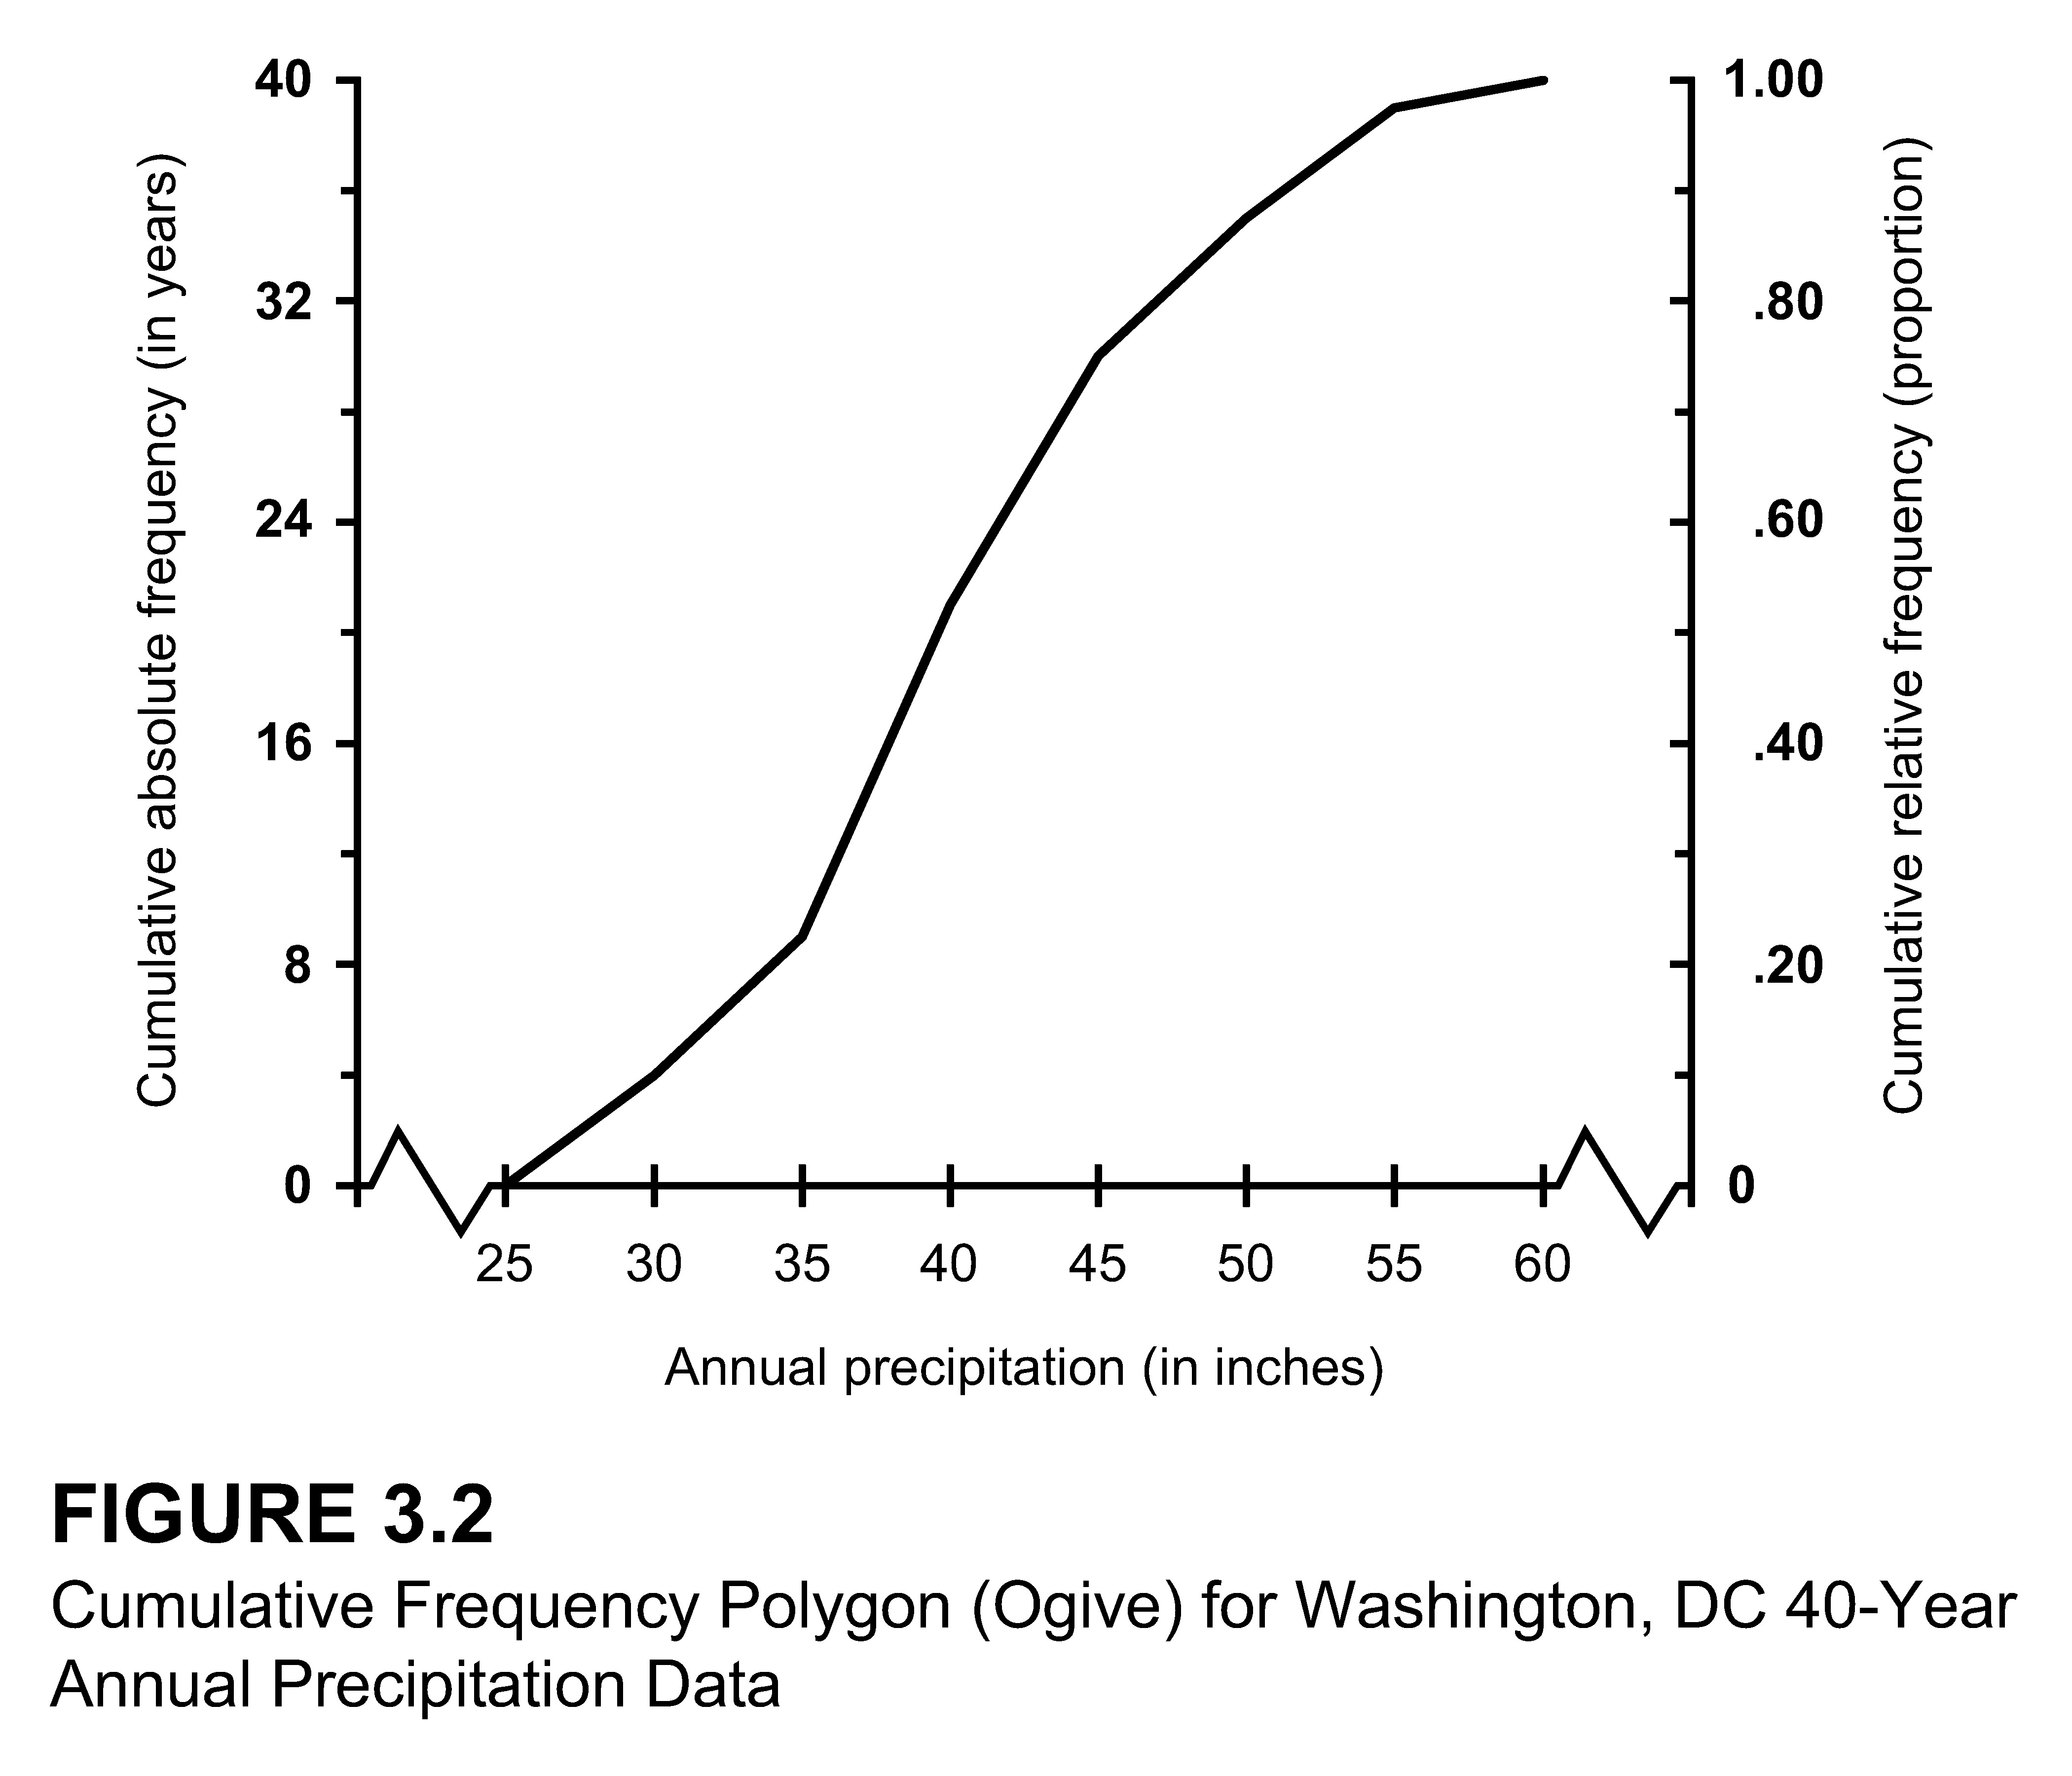 Cumulative absolute frequency (in years)
40
32
24
16
8
0
1.00
.80
.60
.40
.20
0
Cumulative relative frequency (proportion)
25 30 35 40 45 50 55 60
Annual precipitation (in inches)
FIGURE 3.2
Cumulative Frequency Polygon (Ogive) for Washington, DC 40-Year
Annual Precipitation Data